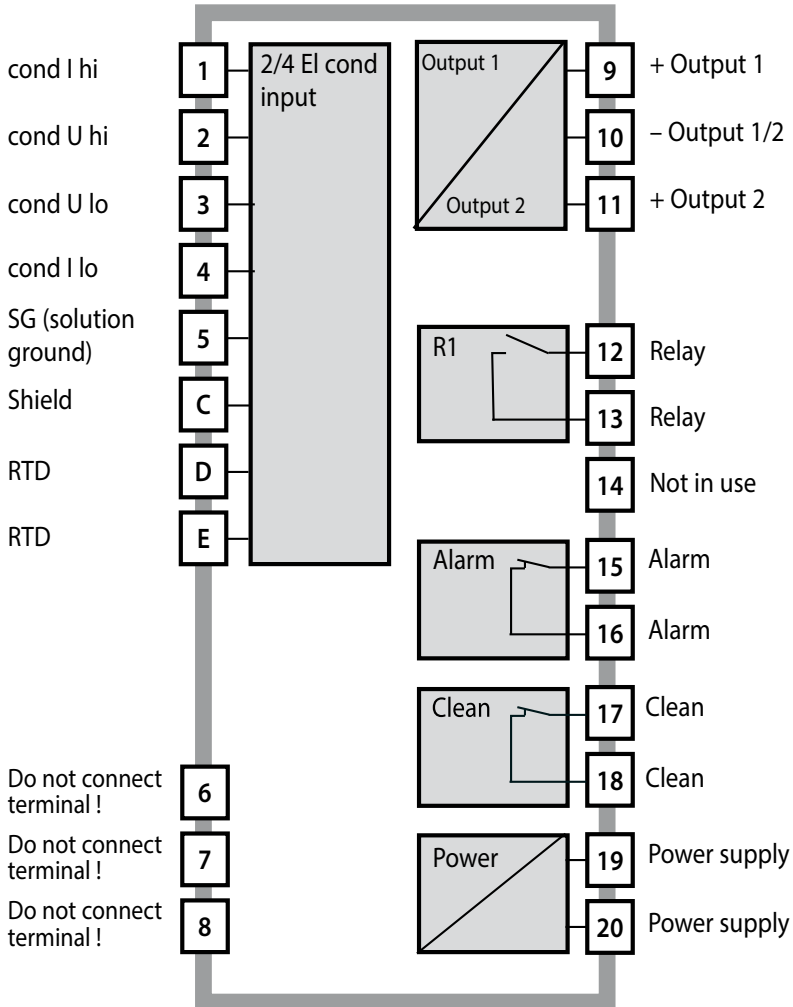 cond I hi
1
2/4 El cond
input
cond U hi
2
cond U lo
3
cond I lo
4
SG (solution
ground)
5
Shield
C
RTD
D
RTD
E
Do not connect
terminal !
6
Do not connect
terminal !
7
Do not connect
terminal !
8
Output 1
Output 2
9
+ Output 1
10
– Output 1/2
11
+ Output 2
R1
12
Relay
13
Relay
14
Not in use
Alarm
15
Alarm
16
Alarm
Clean
17
Clean
18
Clean
Power
19
Power supply
20
Power supply